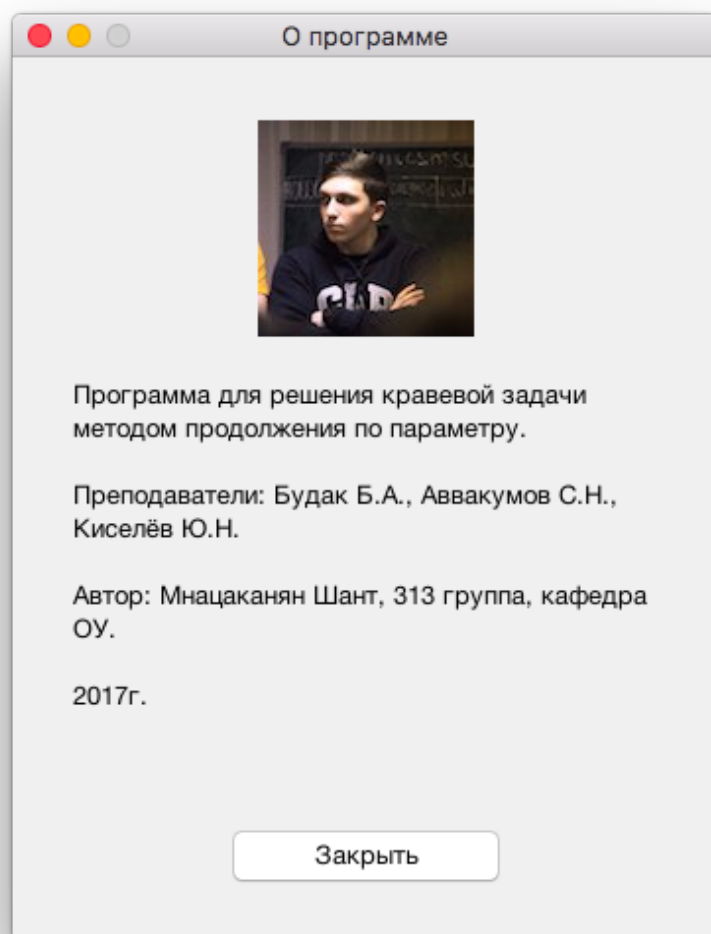 О программе
Программа для решения кравевой задачи
методом продолжения по параметру.
Преподаватели: Будак Б.А., Аввакумов С.Н.,
Киселёв Ю.Н.
Автор: Мнацаканян Шант, 313 группа, кафедра
ОУ.
2017г.
Закрыть